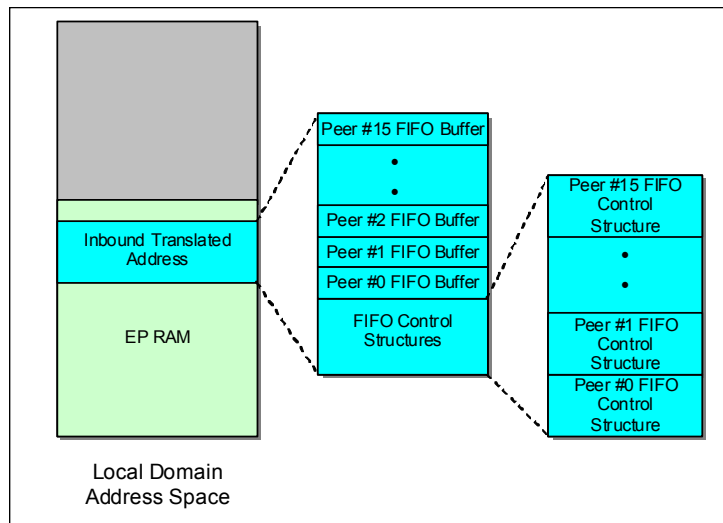 Inbound Translated
Address
EP RAM
Local Domain
Address Space
Peer #15 FIFO Buffer
Peer #2 FIFO Buffer
Peer #1 FIFO Buffer
Peer #0 FIFO Buffer
FIFO Control
Structures
Peer #15 FIFO
Control
Structure
Peer #1 FIFO
Control
Structure
Peer #0 FIFO
Control
Structure